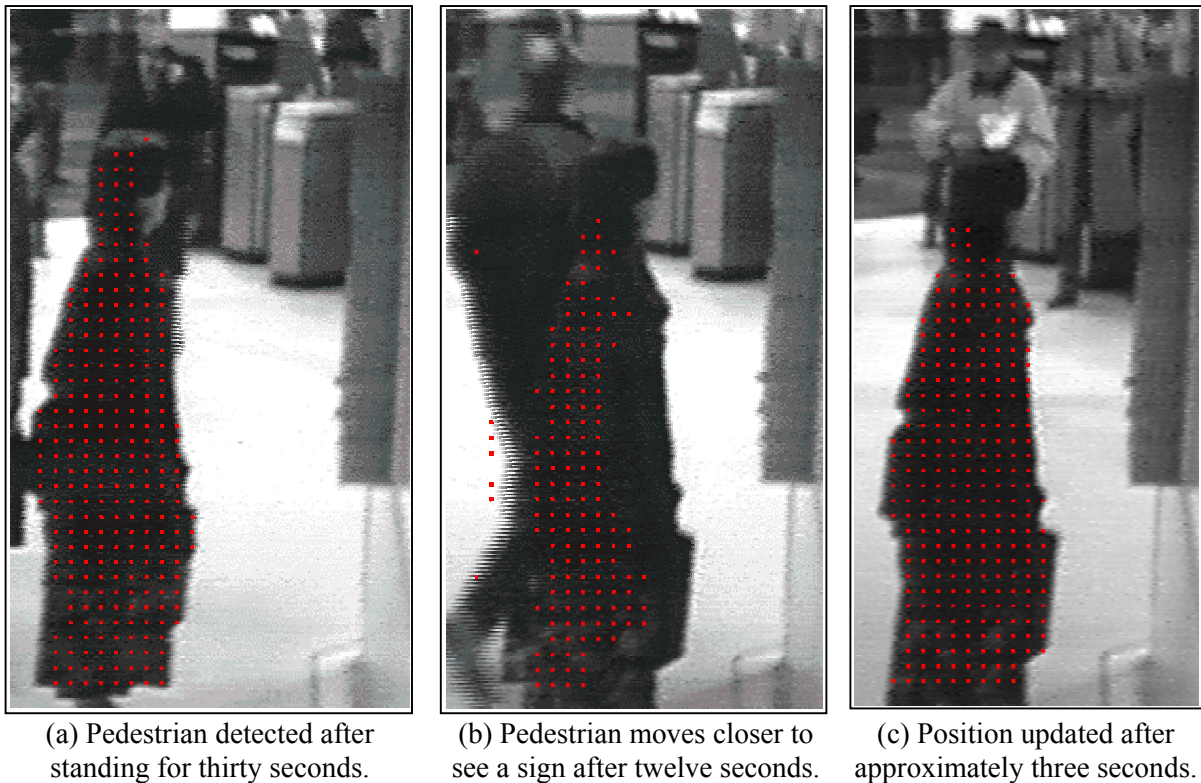 (a) Pedestrian detected after
standing for thirty seconds.
(b) Pedestrian moves closer to
see a sign after twelve seconds.
(c) Position updated after
approximately three seconds.